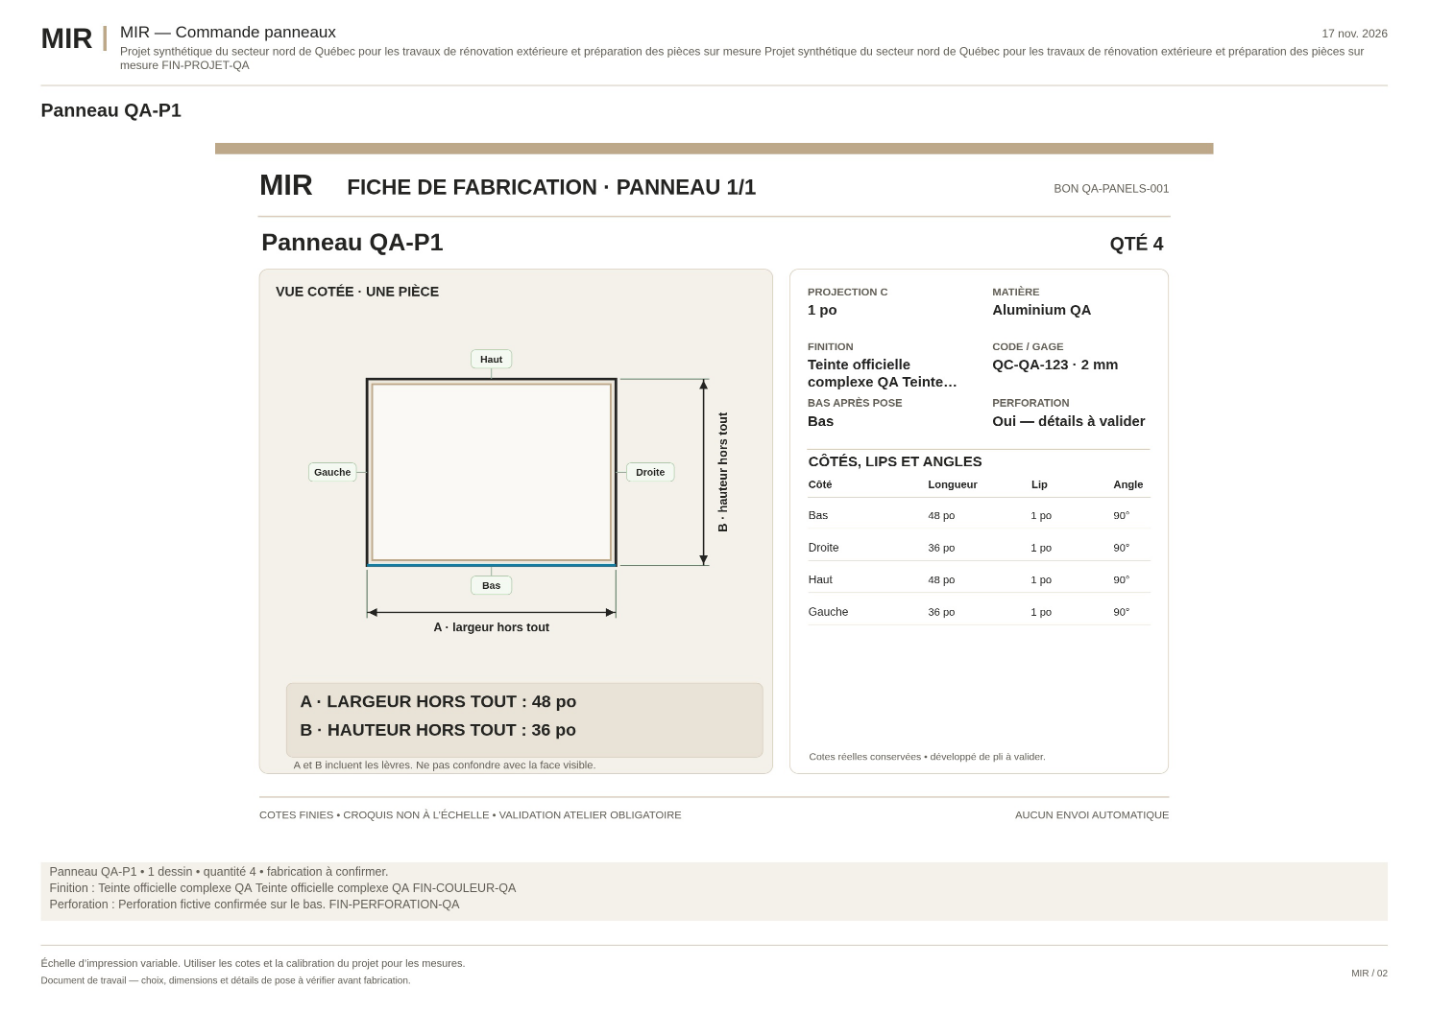 MIR
MIR — Commande panneaux
17 nov. 2026
Projet synthétique du secteur nord de Québec pour les travaux de rénovation extérieure et préparation des pièces sur mesure Projet synthétique du secteur nord de Québec pour les travaux de rénovation extérieure et préparation des pièces sur
mesure FIN-PROJET-QA
Panneau QA-P1
MIR FICHE DE FABRICATION · PANNEAU 1/1 BON QA-PANELS-001
Panneau QA-P1 QTÉ 4
VUE COTÉE · UNE PIÈCE
Haut
Gauche
Droite
Bas
B · hauteur hors tout
A · largeur hors tout
A · LARGEUR HORS TOUT : 48 po
B · HAUTEUR HORS TOUT : 36 po
A et B incluent les lèvres. Ne pas confondre avec la face visible.
PROJECTION C MATIÈRE
1 po Aluminium QA
FINITION CODE / GAGE
Teinte officielle QC-QA-123 · 2 mm
complexe QA Teinte…
BAS APRÈS POSE PERFORATION
Bas Oui — détails à valider
CÔTÉS, LIPS ET ANGLES
Côté Longueur Lip Angle
Bas 48 po 1 po 90°
Droite 36 po 1 po 90°
Haut 48 po 1 po 90°
Gauche 36 po 1 po 90°
Cotes réelles conservées • développé de pli à valider.
COTES FINIES • CROQUIS NON À L'ÉCHELLE • VALIDATION ATELIER OBLIGATOIRE AUCUN ENVOI AUTOMATIQUE
Panneau QA-P1 • 1 dessin • quantité 4 • fabrication à confirmer.
Finition : Teinte officielle complexe QA Teinte officielle complexe QA FIN-COULEUR-QA
Perforation : Perforation fictive confirmée sur le bas. FIN-PERFORATION-QA
Échelle d'impression variable. Utiliser les cotes et la calibration du projet pour les mesures.
Document de travail — choix, dimensions et détails de pose à vérifier avant fabrication.
MIR / 02